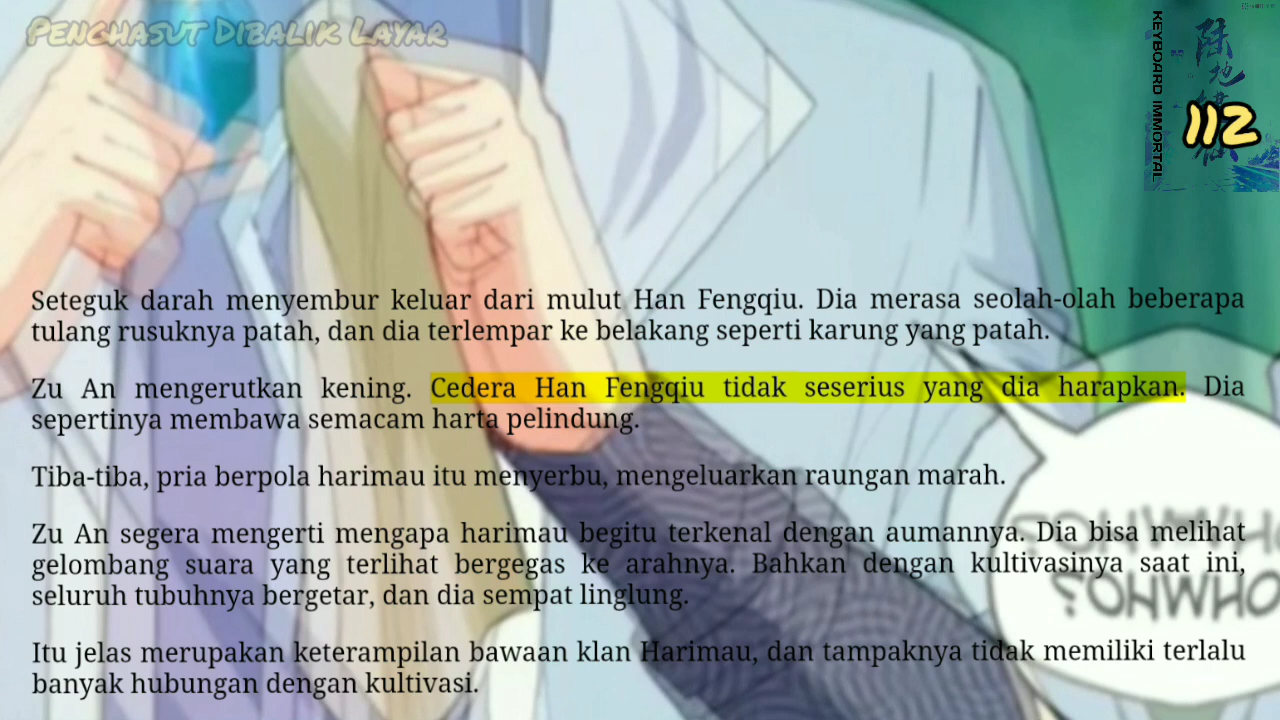 Penghasut Dibalik Layar
KEYBOARD IMMORTAL
陆地键仙
112
Seteguk darah menyembur keluar dari mulut Han Fengqiu. Dia merasa seolah-olah beberapa
tulang rusuknya patah, dan dia terlempar ke belakang seperti karung yang patah.
Zu An mengerutkan kening. Cedera Han Fengqiu tidak seserius yang dia harapkan. Dia
sepertinya membawa semacam harta pelindung.
Tiba-tiba, pria berpola harimau itu menyerbu, mengeluarkan raungan marah.
Zu An segera mengerti mengapa harimau begitu terkenal dengan aumannya. Dia bisa melihat
gelombang suara yang terlihat bergegas ke arahnya. Bahkan dengan kultivasinya saat ini,
seluruh tubuhnya bergetar, dan dia sempat linglung.
Itu jelas merupakan keterampilan bawaan klan Harimau, dan tampaknya tidak memiliki terlalu
banyak hubungan dengan kultivasi.